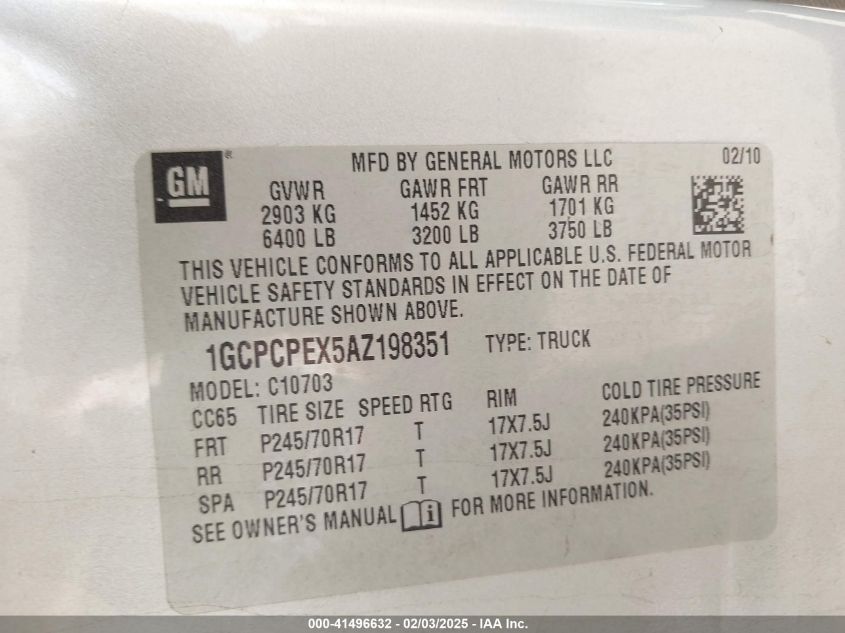 GM®
MFD BY GENERAL MOTORS LLC 02/10
GVWR GAWR FRT GAWR RR
2903 KG 1452 KG 1701 KG
6400 LB 3200 LB 3750 LB
THIS VEHICLE CONFORMS TO ALL APPLICABLE U.S. FEDERAL MOTOR
VEHICLE SAFETY STANDARDS IN EFFECT ON THE DATE OF
MANUFACTURE SHOWN ABOVE.
1GCPCPEX5AZ198351 TYPE: TRUCK
MODEL: C10703
CC65 TIRE SIZE SPEED RTG RIM COLD TIRE PRESSURE
FRT P245/70R17 T 17X7.5J 240KPA(35PSI)
RR P245/70R17 T 17X7.5J 240KPA(35PSI)
SPA P245/70R17 T 17X7.5J 240KPA(35PSI)
SEE OWNER'S MANUAL i FOR MORE INFORMATION.
000-41496632 - 02/03/2025 - IAA Inc.